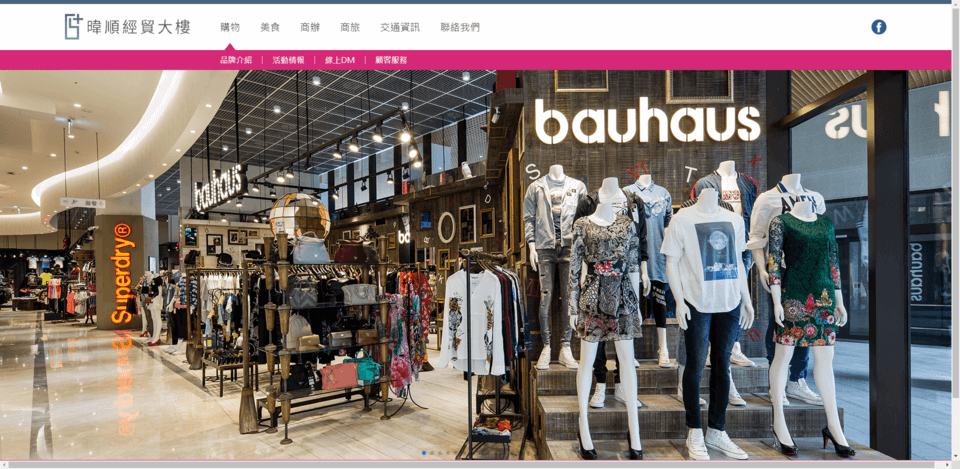 暐順經貿大樓
購物 美食 商辦 商旅 交通資訊 聯絡我們
品牌介紹 | 活動情報 | 線上DM | 顧客服務
bauhaus
bauhaus
Superdry®
S T
bauhaus